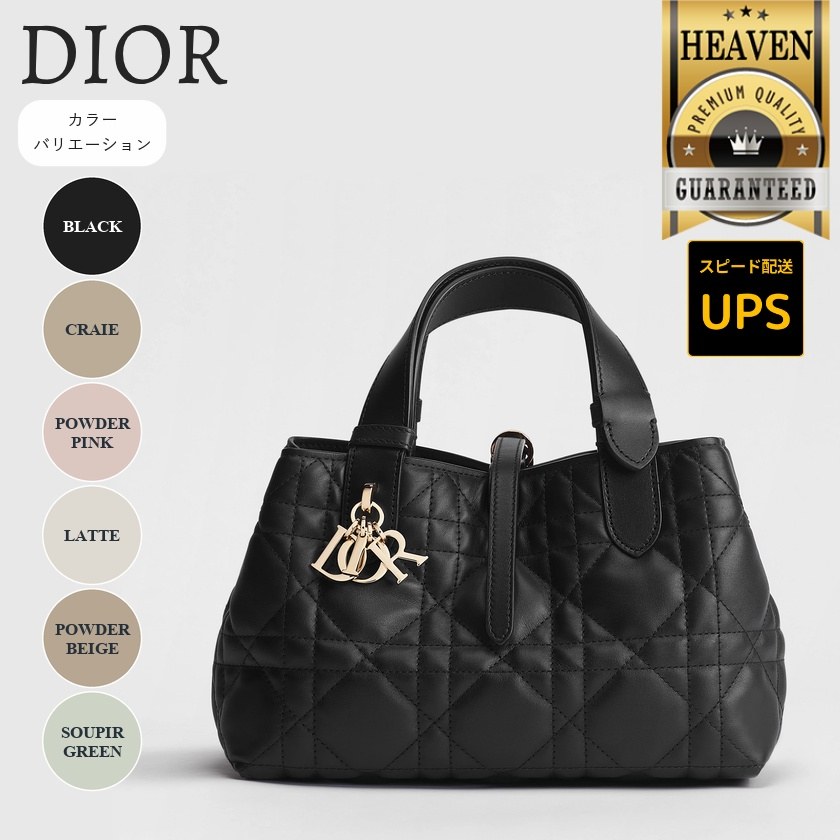 DIOR
カラー
バリエーション
BLACK
CRAIE
POWDER
PINK
LATTE
POWDER
BEIGE
SOUPIR
GREEN
HEAVEN
PREMIUM QUALITY
GUARANTEED
スピード配送
UPS
DIOR